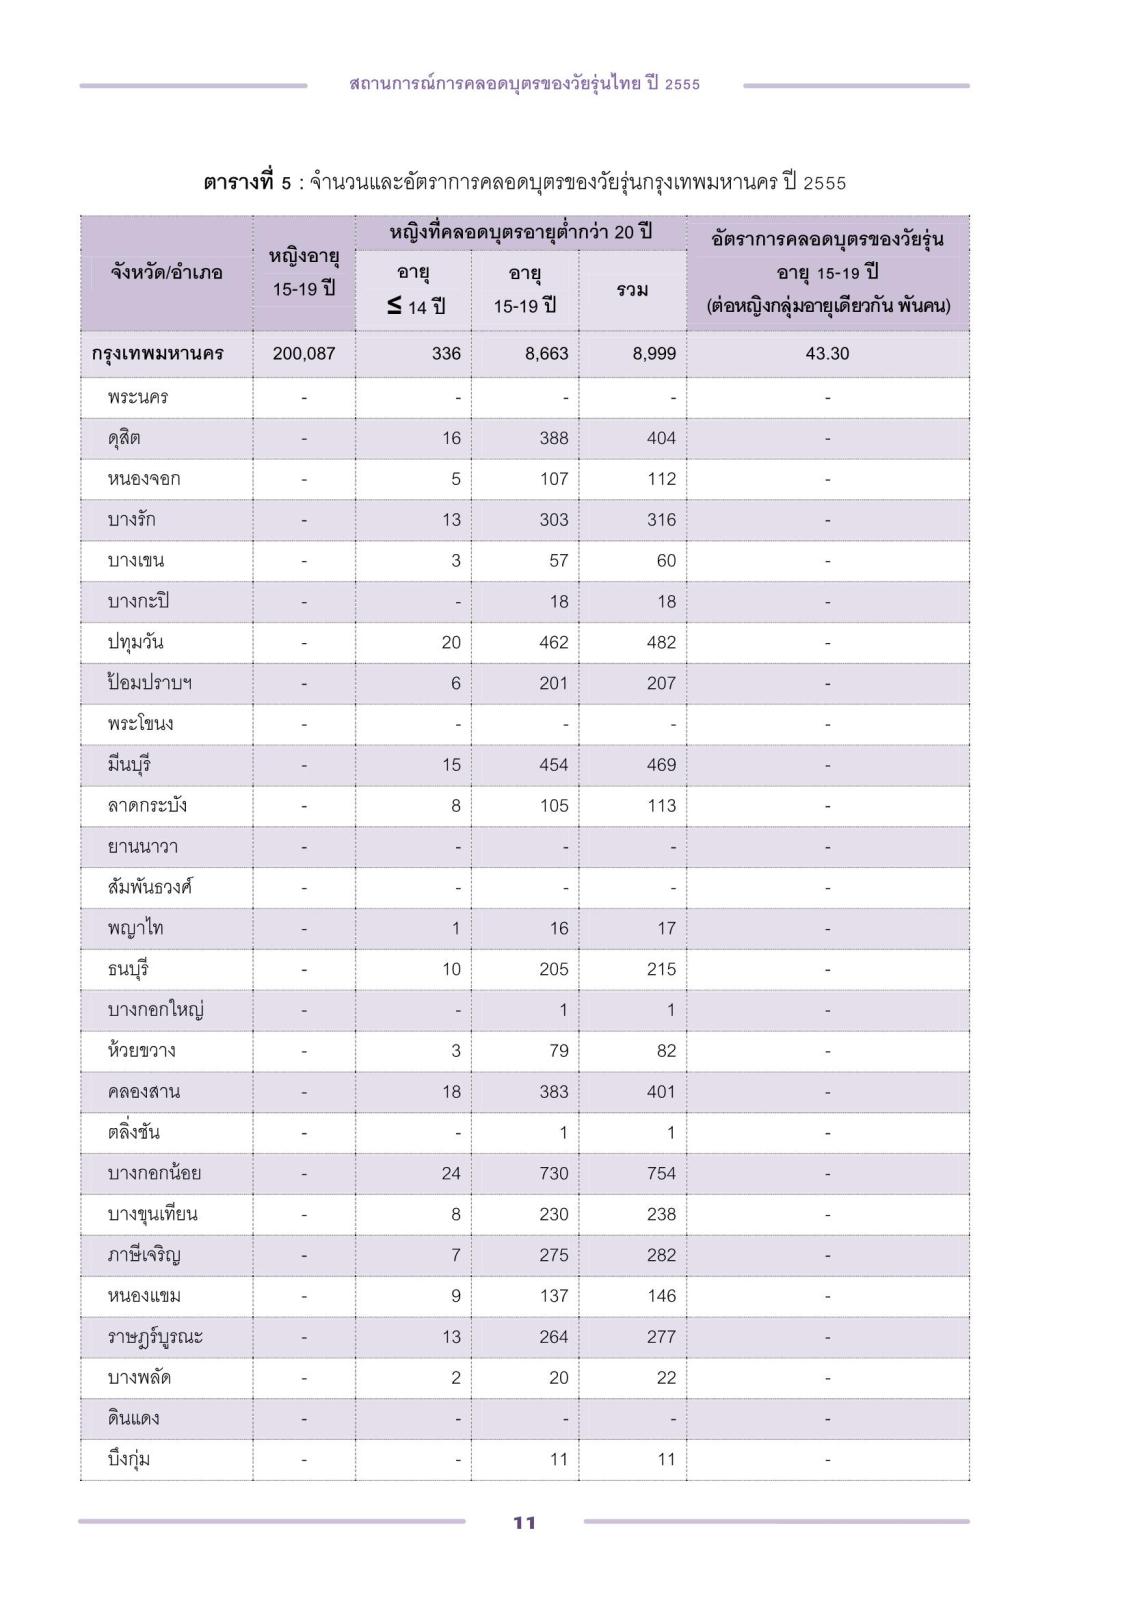 สถานการณ์การคลอดบุตรของวัยรุ่นไทย ปี 2555
ตารางที่ 5 : จำนวนและอัตราการคลอดบุตรของวัยรุ่นกรุงเทพมหานคร ปี 2555
จังหวัด/อำเภอ หญิงอายุ 15-19 ปี หญิงที่คลอดบุตรอายุต่ำกว่า 20 ปี อัตราการคลอดบุตรของวัยรุ่น อายุ 15-19 ปี (ต่อหญิงกลุ่มอายุเดียวกัน พันคน)
อายุ ≤ 14 ปี อายุ 15-19 ปี รวม
กรุงเทพมหานคร 200,087 336 8,663 8,999 43.30
พระนคร - - - - -
ดุสิต - 16 388 404 -
หนองจอก - 5 107 112 -
บางรัก - 13 303 316 -
บางเขน - 3 57 60 -
บางกะปิ - - 18 18 -
ปทุมวัน - 20 462 482 -
ป้อมปราบฯ - 6 201 207 -
พระโขนง - - - - -
มีนบุรี - 15 454 469 -
ลาดกระบัง - 8 105 113 -
ยานนาวา - - - - -
สัมพันธวงศ์ - - - - -
พญาไท - 1 16 17 -
ธนบุรี - 10 205 215 -
บางกอกใหญ่ - - 1 1 -
ห้วยขวาง - 3 79 82 -
คลองสาน - 18 383 401 -
ตลิ่งชัน - - 1 1 -
บางกอกน้อย - 24 730 754 -
บางขุนเทียน - 8 230 238 -
ภาษีเจริญ - 7 275 282 -
หนองแขม - 9 137 146 -
ราษฎร์บูรณะ - 13 264 277 -
บางพลัด - 2 20 22 -
ดินแดง - - - - -
บึงกุ่ม - - 11 11 -
11